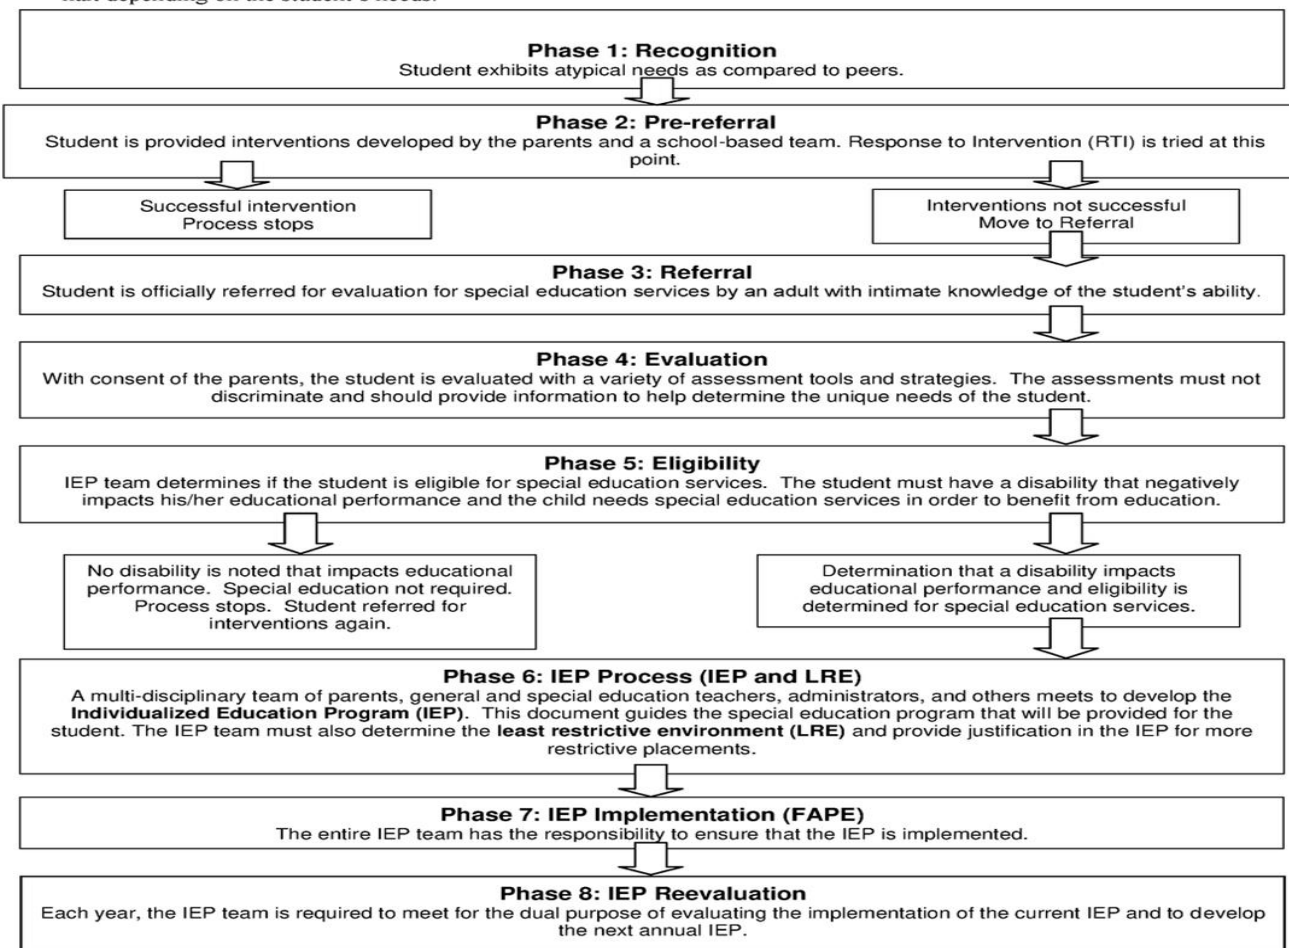 halt depending on the student's needs.
Phase 1: Recognition
Student exhibits atypical needs as compared to peers.
Phase 2: Pre-referral
Student is provided interventions developed by the parents and a school-based team. Response to Intervention (RTI) is tried at this
point.
Successful intervention
Process stops
Interventions not successful
Move to Referral
Phase 3: Referral
Student is officially referred for evaluation for special education services by an adult with intimate knowledge of the student's ability.
Phase 4: Evaluation
With consent of the parents, the student is evaluated with a variety of assessment tools and strategies. The assessments must not
discriminate and should provide information to help determine the unique needs of the student.
Phase 5: Eligibility
IEP team determines if the student is eligible for special education services. The student must have a disability that negatively
impacts his/her educational performance and the child needs special education services in order to benefit from education.
No disability is noted that impacts educational
performance. Special education not required.
Process stops. Student referred for
interventions again.
Determination that a disability impacts
educational performance and eligibility is
determined for special education services.
Phase 6: IEP Process (IEP and LRE)
A multi-disciplinary team of parents, general and special education teachers, administrators, and others meets to develop the
Individualized Education Program (IEP). This document guides the special education program that will be provided for the
student. The IEP team must also determine the least restrictive environment (LRE) and provide justification in the IEP for more
restrictive placements.
Phase 7: IEP Implementation (FAPE)
The entire IEP team has the responsibility to ensure that the IEP is implemented.
Phase 8: IEP Reevaluation
Each year, the IEP team is required to meet for the dual purpose of evaluating the implementation of the current IEP and to develop
the next annual IEP.